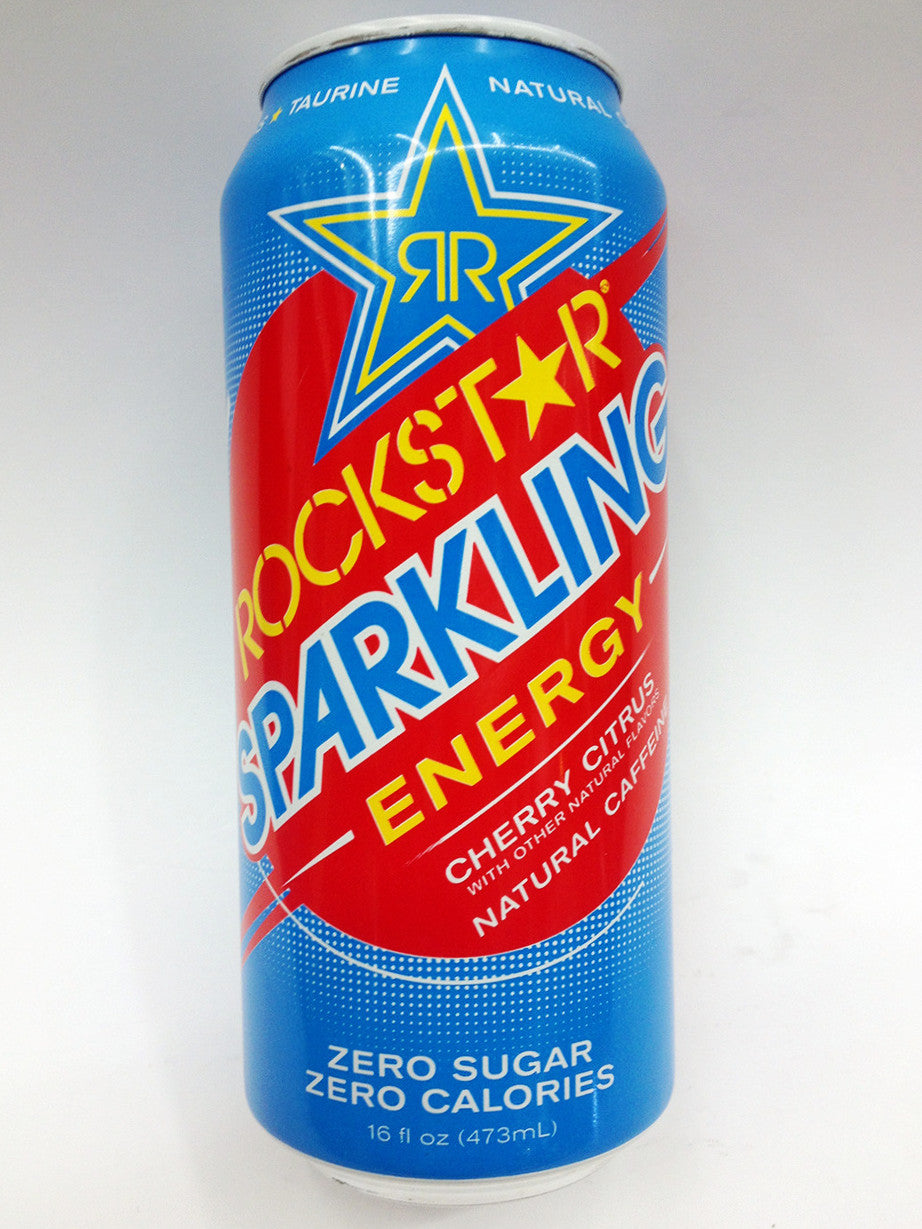 TAURINE
NATURAL
RR
ROCKSTAR®
SPARKLING
ENERGY
CHERRY CITRUS
WITH OTHER NATURAL FLAVORS
NATURAL CAFFEINE
ZERO SUGAR
ZERO CALORIES
16 fl oz (473mL)